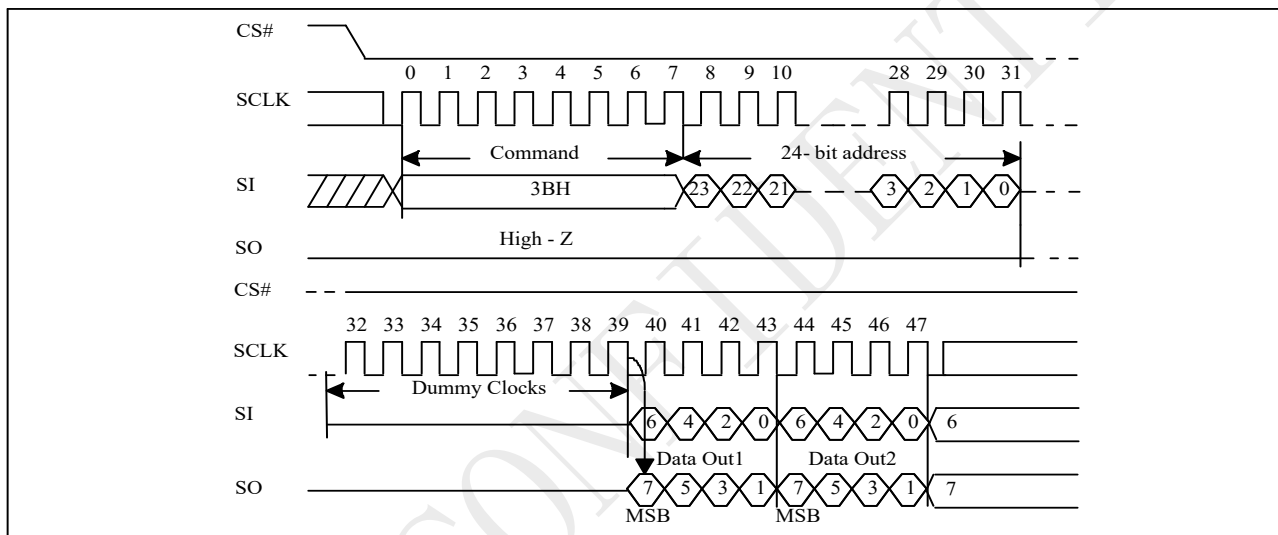 CS#
0 1 2 3 4 5 6 7 8 9 10 28 29 30 31
SCLK
Command 24- bit address
SI 3BH 23 22 21 3 2 1 0
High - Z
SO
CS#
32 33 34 35 36 37 38 39 40 41 42 43 44 45 46 47
SCLK
Dummy Clocks
SI 6 4 2 0 6 4 2 0 6
Data Out1 Data Out2
SO 7 5 3 1 7 5 3 1 7
MSB MSB